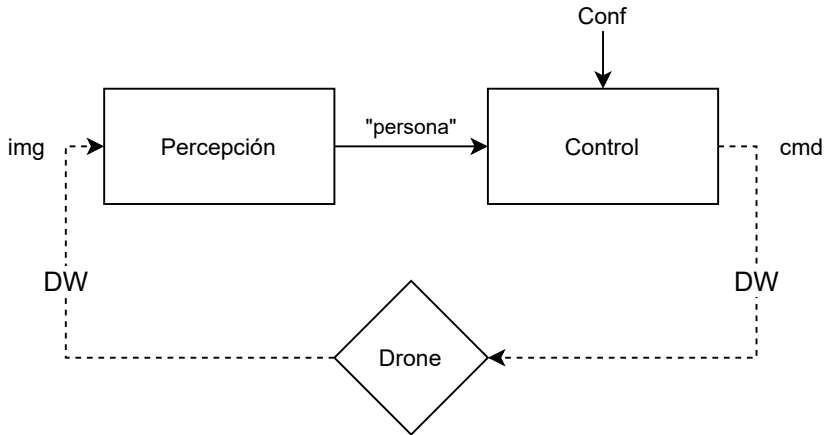 Conf
img
Percepción
"persona"
Control
cmd
DW
DW
Drone